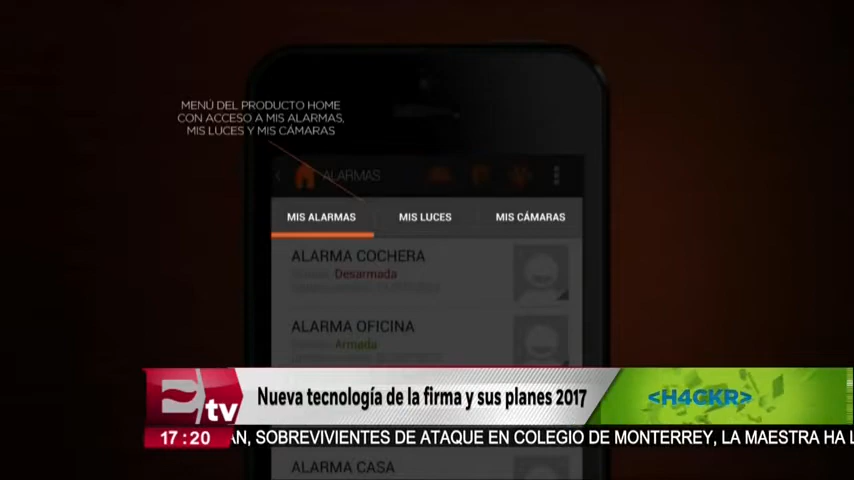 MENÚ DEL PRODUCTO HOME
CON ACCESO A MIS ALARMAS,
MIS LUCES Y MIS CÁMARAS
ALARMAS
MIS ALARMAS MIS LUCES MIS CÁMARAS
ALARMA COCHERA
Desarmada
ALARMA OFICINA
Armada
Nueva tecnología de la firma y sus planes 2017
<H4CKR>
tv
17:20 AN, SOBREVIVIENTES DE ATAQUE EN COLEGIO DE MONTERREY, LA MAESTRA HA L
ALARMA CASA